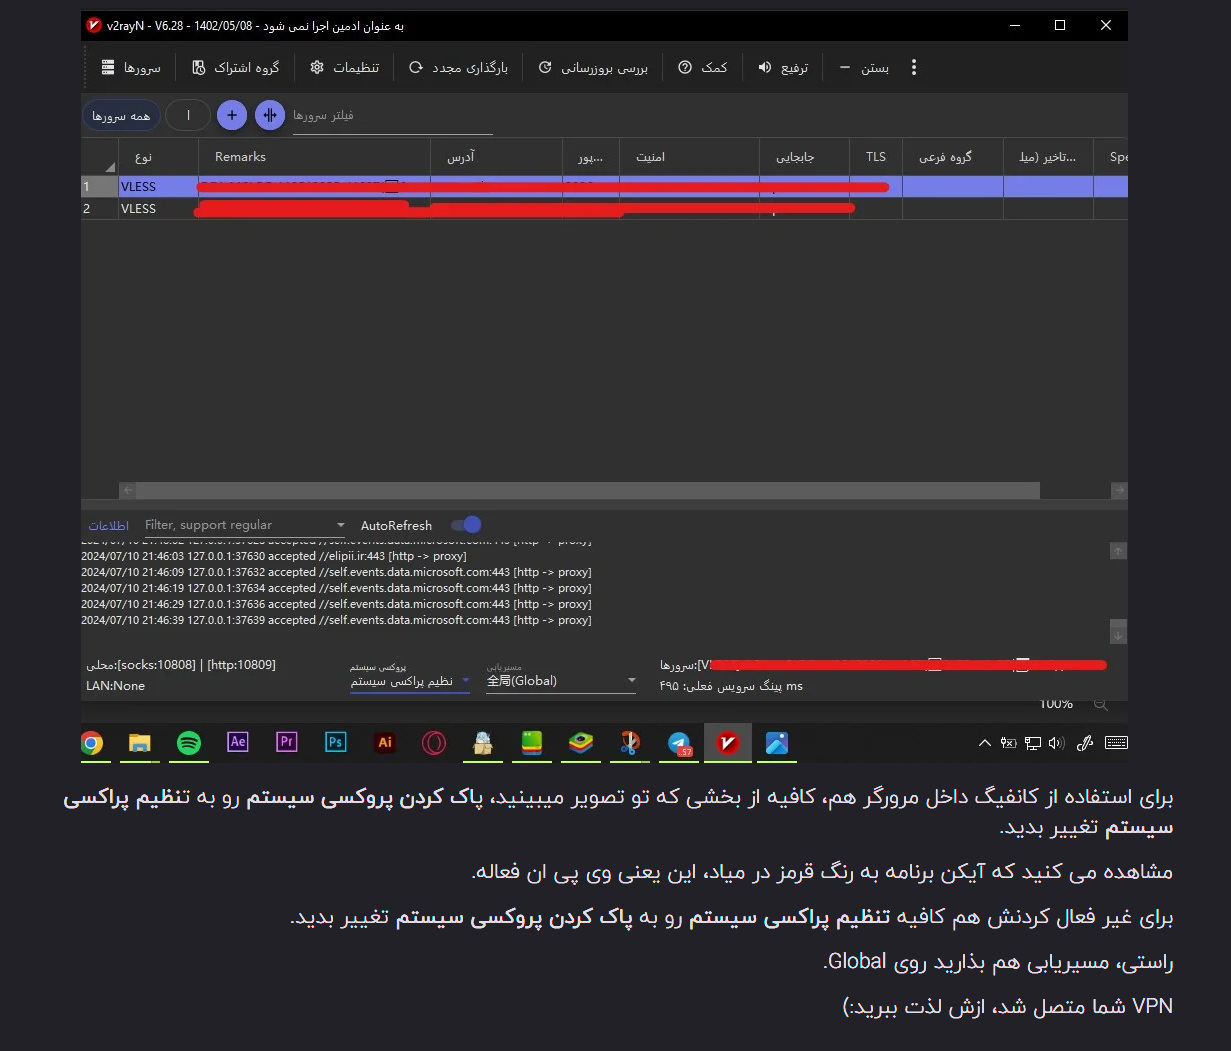 v2rayN - V6.28 - 1402/05/08 - به عنوان ادمین اجرا نمی شود
سرورها گروه اشتراک تنظیمات بارگذاری مجدد بررسی بروزرسانی کمک ترفیع بستن
همه سرورها ا فیلتر سرورها
نوع Remarks آدرس پور... امنیت جابجایی TLS گروه فرعی تاخیر (میلـ... Spe
1 VLESS
2 VLESS
اطلاعات Filter, support regular AutoRefresh
2024/07/10 21:46:03 127.0.0.1:37630 accepted //elipii.ir:443 [http -> proxy]
2024/07/10 21:46:09 127.0.0.1:37632 accepted //self.events.data.microsoft.com:443 [http -> proxy]
2024/07/10 21:46:19 127.0.0.1:37634 accepted //self.events.data.microsoft.com:443 [http -> proxy]
2024/07/10 21:46:29 127.0.0.1:37636 accepted //self.events.data.microsoft.com:443 [http -> proxy]
2024/07/10 21:46:39 127.0.0.1:37639 accepted //self.events.data.microsoft.com:443 [http -> proxy]
محلی:[socks:10808] | [http:10809]
LAN:None
پروکسی سیستم
نظیم پراکسی سیستم
مسیریابی
全局(Global)
سرورها:[V
پینگ سرویس فعلی: ۴۹۵ ms
100%
Ae Pr Ps Ai 57
برای استفاده از کانفیگ داخل مرورگر هم، کافیه از بخشی که تو تصویر میبینید، پاک کردن پروکسی سیستم رو به تنظیم پراکسی
سیستم تغییر بدید.
مشاهده می کنید که آیکن برنامه به رنگ قرمز در میاد، این یعنی وی پی ان فعاله.
برای غیر فعال کردنش هم کافیه تنظیم پراکسی سیستم رو به پاک کردن پروکسی سیستم تغییر بدید.
راستی، مسیریابی هم بذارید روی Global.
VPN شما متصل شد، ازش لذت ببرید:)